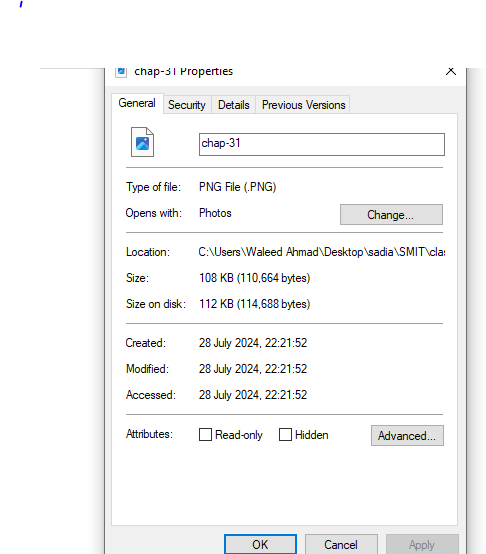 chap-31 Properties
General Security Details Previous Versions
chap-31
Type of file: PNG File (.PNG)
Opens with: Photos Change...
Location: C:\Users\Waleed Ahmad\Desktop\sadia\SMIT\clas
Size: 108 KB (110,664 bytes)
Size on disk: 112 KB (114,688 bytes)
Created: 28 July 2024, 22:21:52
Modified: 28 July 2024, 22:21:52
Accessed: 28 July 2024, 22:21:52
Attributes: Read-only Hidden Advanced...
OK Cancel Apply